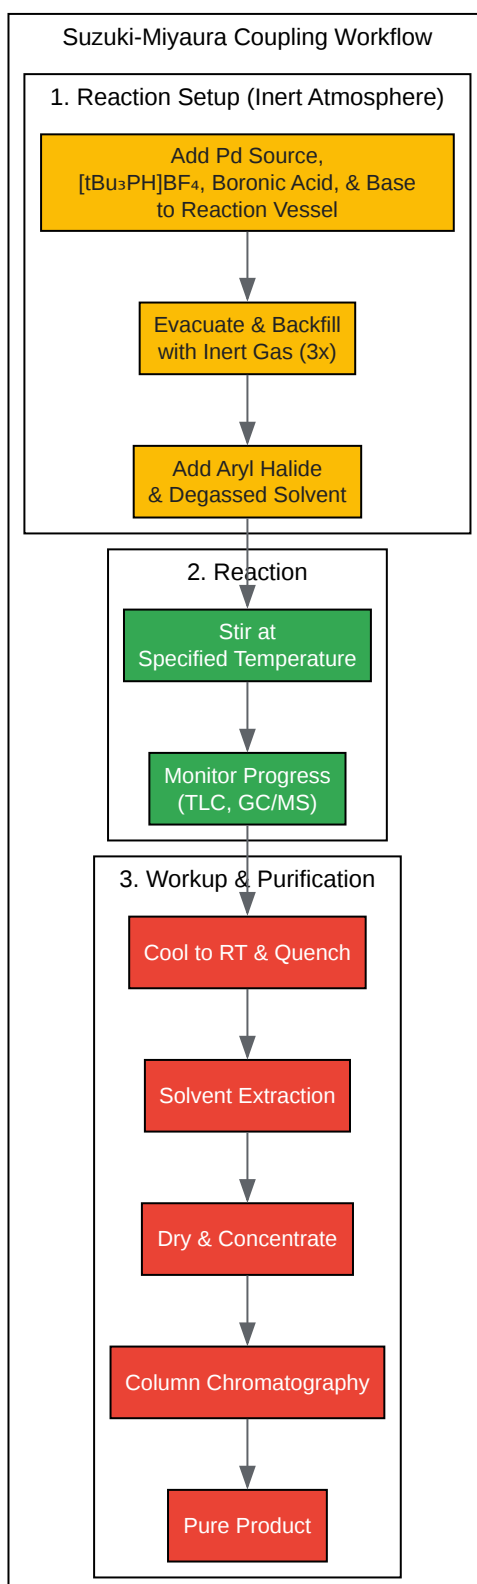 Suzuki-Miyaura Coupling Workflow
1. Reaction Setup (Inert Atmosphere)
Add Pd Source,
[tBu₃PH]BF₄, Boronic Acid, & Base
to Reaction Vessel
Evacuate & Backfill
with Inert Gas (3x)
Add Aryl Halide
& Degassed Solvent
2. Reaction
Stir at
Specified Temperature
Monitor Progress
(TLC, GC/MS)
3. Workup & Purification
Cool to RT & Quench
Solvent Extraction
Dry & Concentrate
Column Chromatography
Pure Product